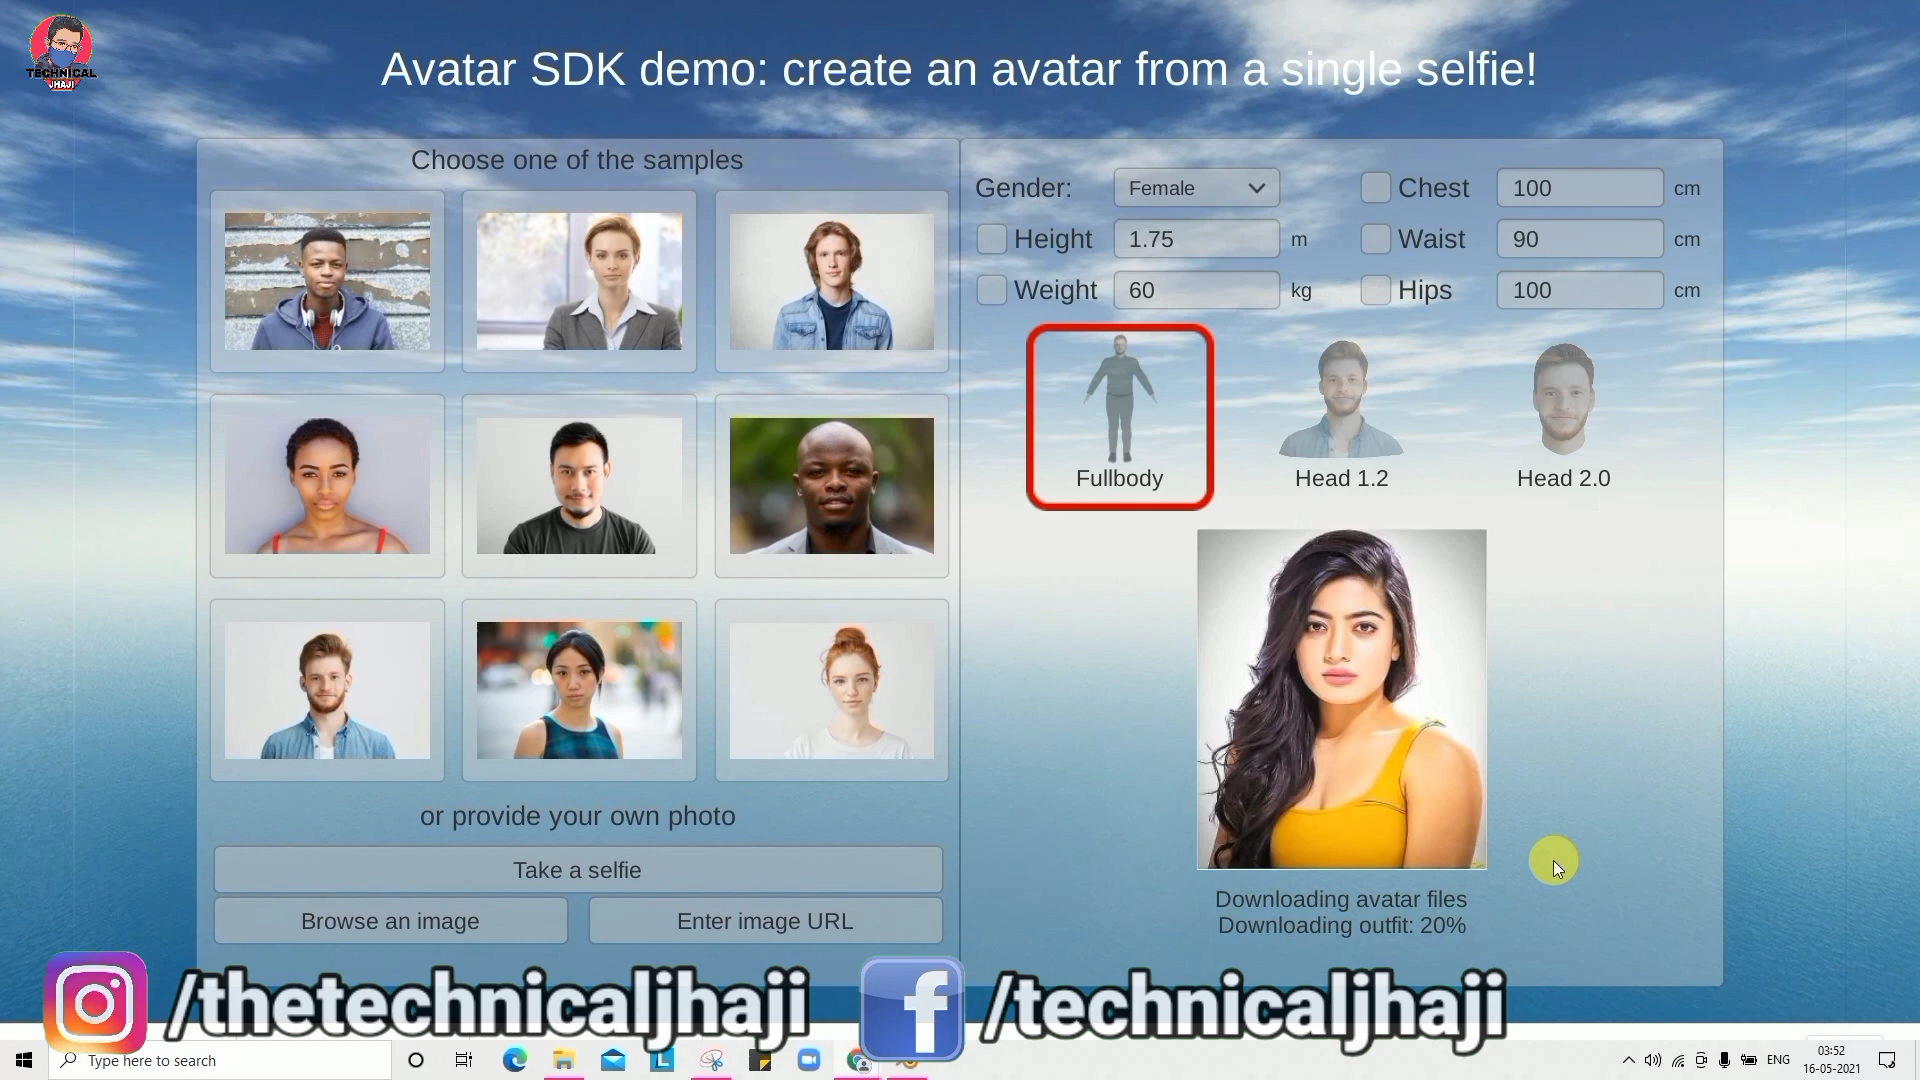 TECHNICAL
JHAJI
Avatar SDK demo: create an avatar from a single selfie!
Choose one of the samples
or provide your own photo
Take a selfie
Browse an image
Enter image URL
Gender:
Female
Chest
100
cm
Height
1.75
m
Waist
90
cm
Weight
60
kg
Hips
100
cm
Fullbody
Head 1.2
Head 2.0
Downloading avatar files
Downloading outfit: 20%
/thetechnicaljhaji
/technicaljhaji
Type here to search
ENG
03:52
16-05-2021